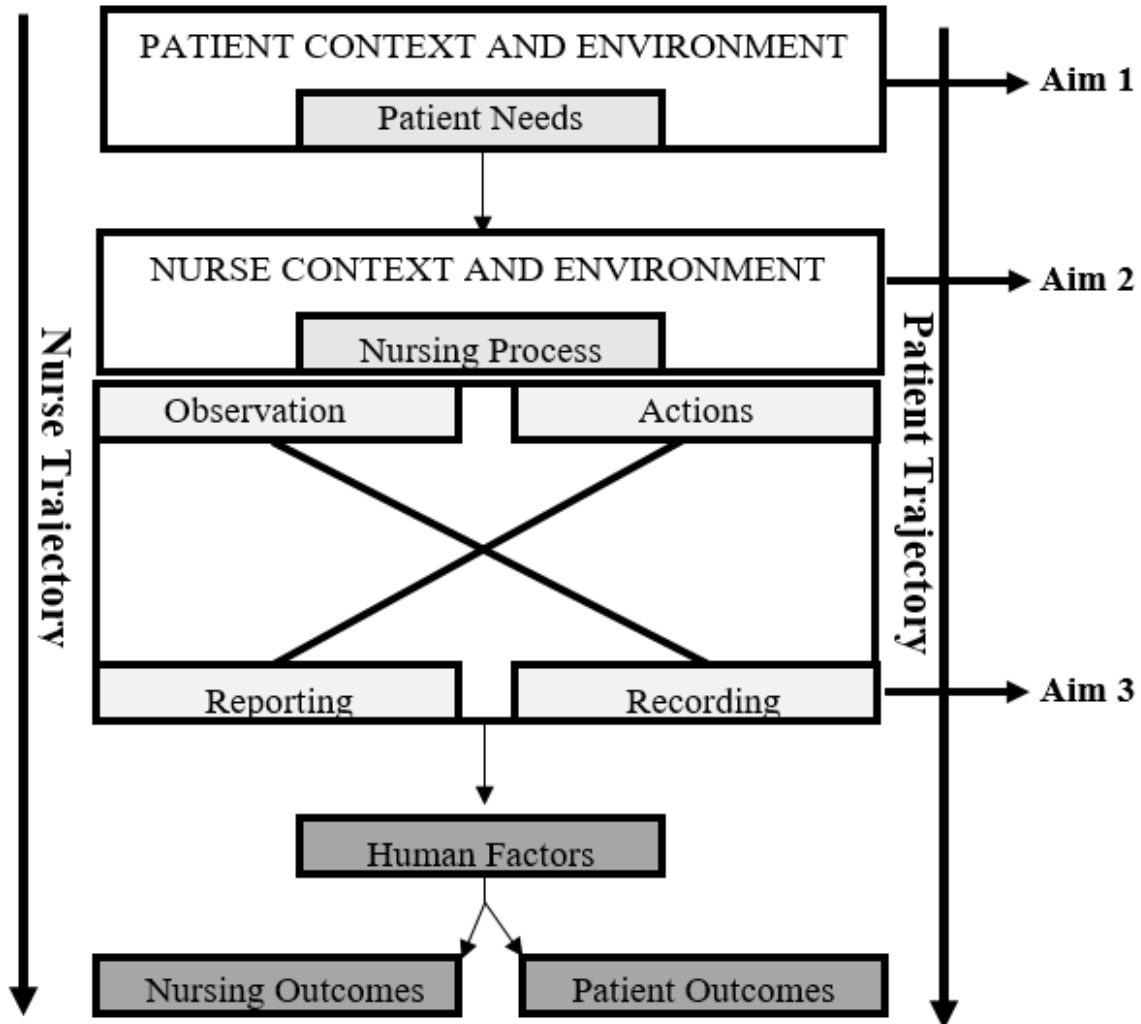 PATIENT CONTEXT AND ENVIRONMENT
Aim 1
Patient Needs
NURSE CONTEXT AND ENVIRONMENT
Aim 2
Nursing Process
Nurse Trajectory
Patient Trajectory
Observation
Actions
Reporting
Recording
Aim 3
Human Factors
Nursing Outcomes
Patient Outcomes